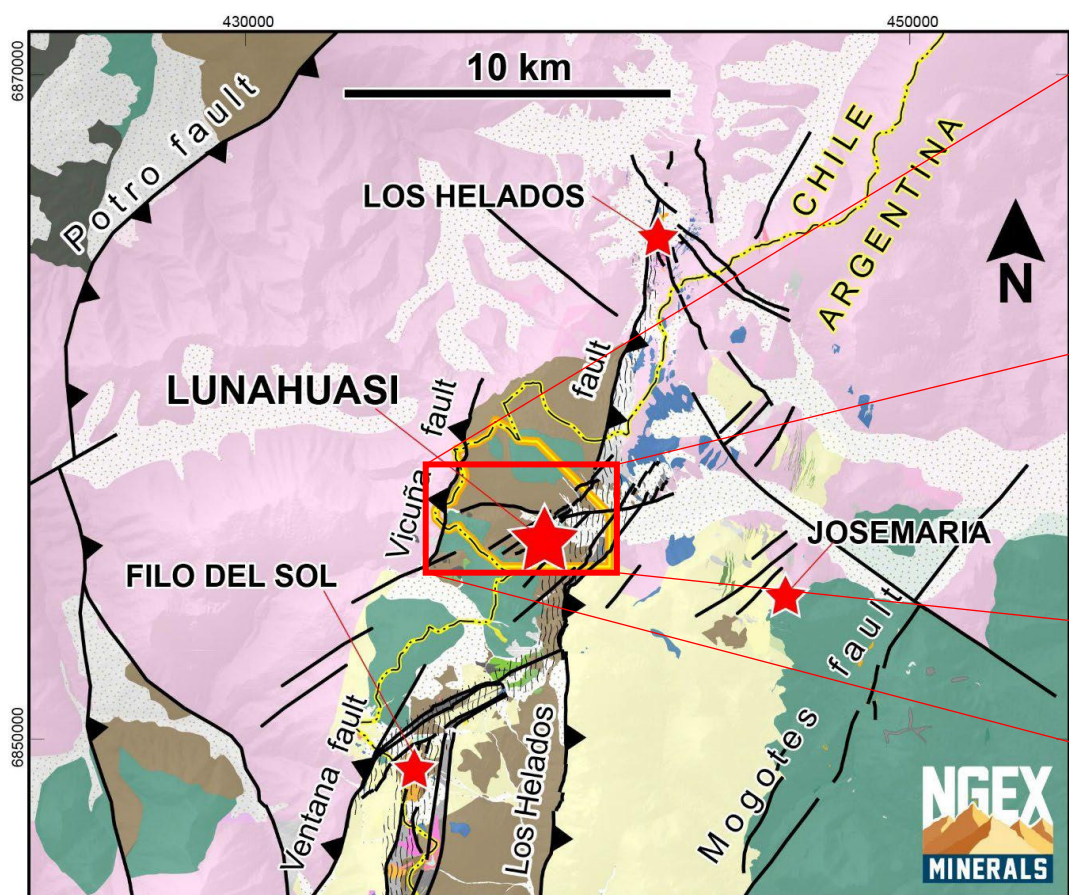 430000
450000
6870000
10 km
Potro fault
CHILE
ARGENTINA
LOS HELADOS
N
LUNAHUASI
fault
fault
Vicuña
JOSEMARIA
FILO DEL SOL
fault
6850000
Ventana fault
Los Helados
Mogotes
NGEX
MINERALS